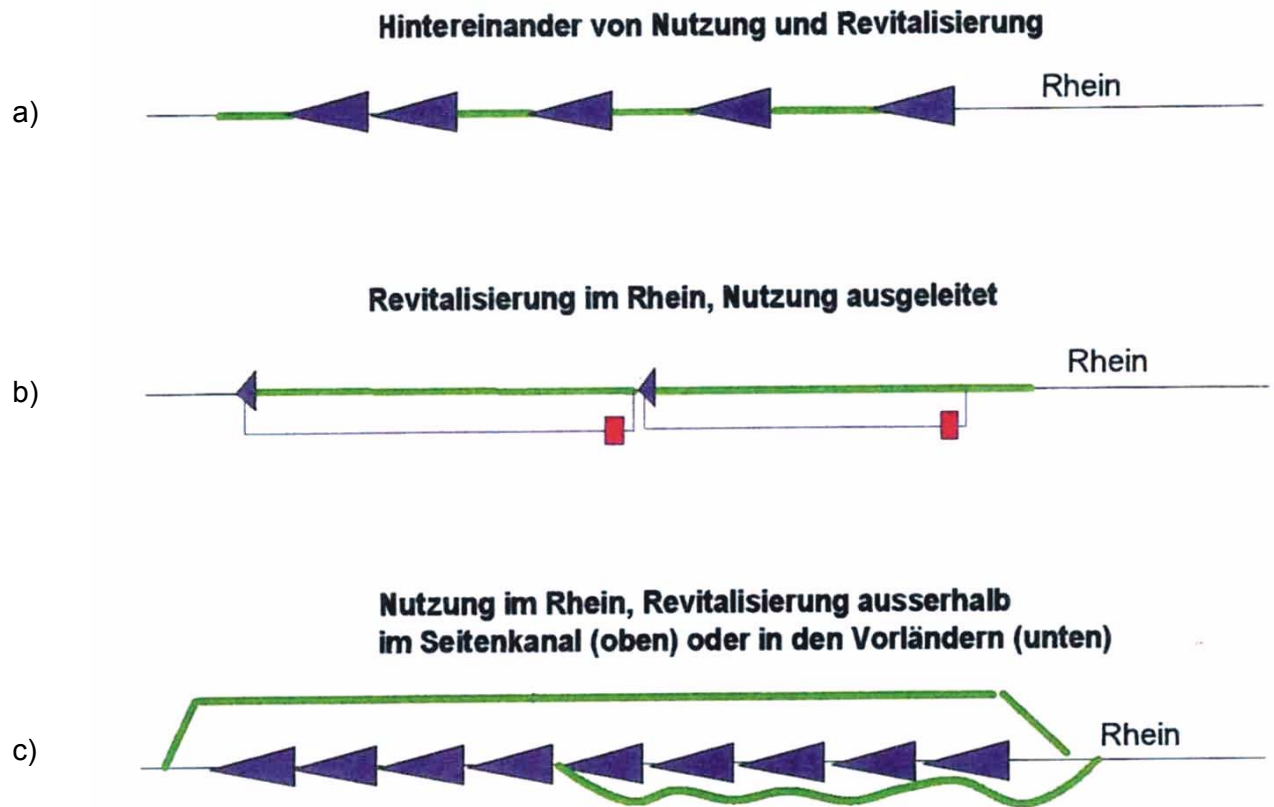 Hintereinander von Nutzung und Revitalisierung
Rhein
a)
Revitalisierung im Rhein, Nutzung ausgeleitet
Rhein
b)
Nutzung im Rhein, Revitalisierung ausserhalb
im Seitenkanal (oben) oder in den Vorländern (unten)
Rhein
c)